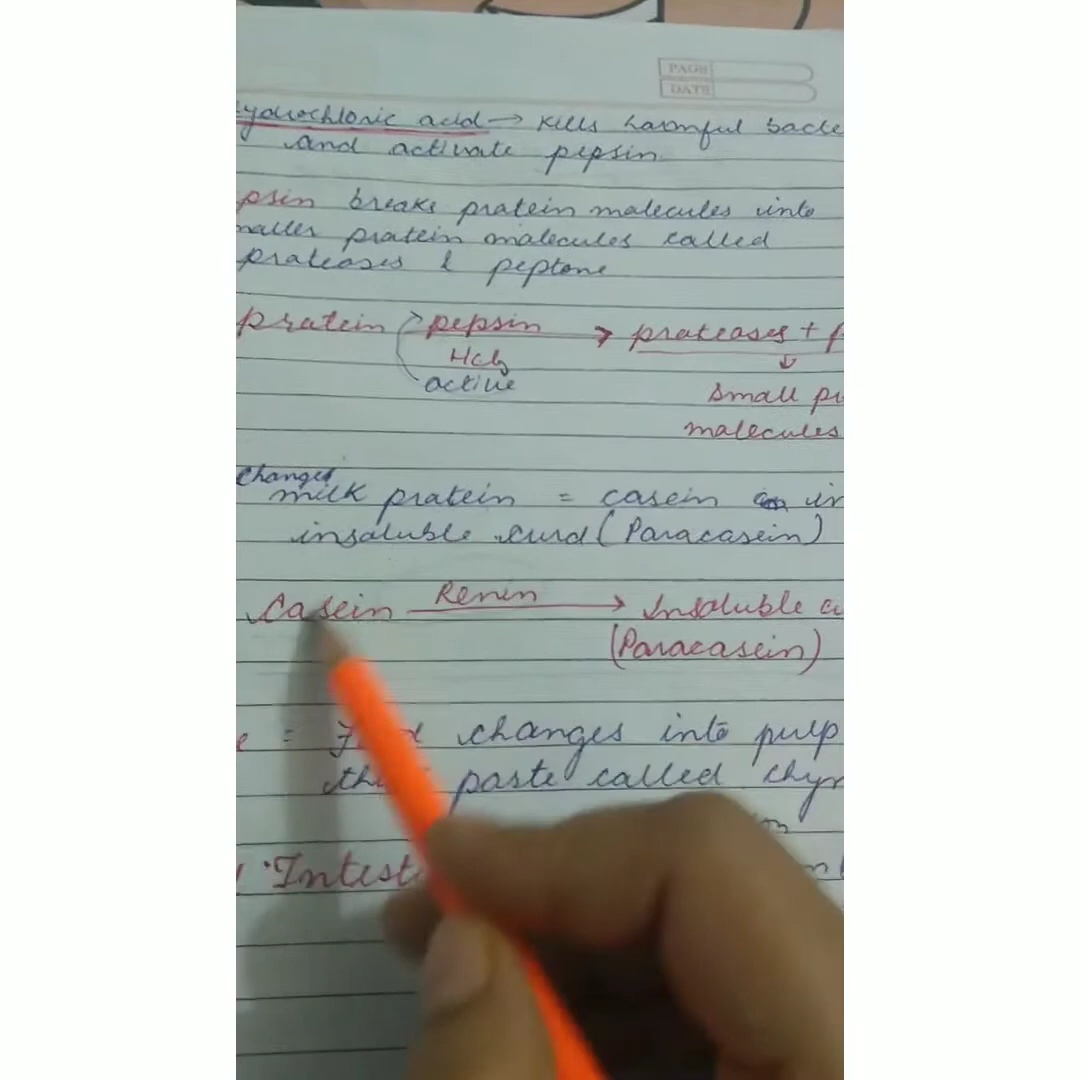 PAGE
DATE
ydrochloric acid → kills harmful bacte
and activate pepsin
psin breaks protein molecules into
maller protein molecules called
proteases & peptone
protein pepsin → proteases + p
HCl
active
↓
small pr
molecules
changes
milk protein = casein in
insoluble curd (Paracasein)
Casein Renin → Insoluble c
(Paracasein)
e = changes into pulp
paste called chym
Intest